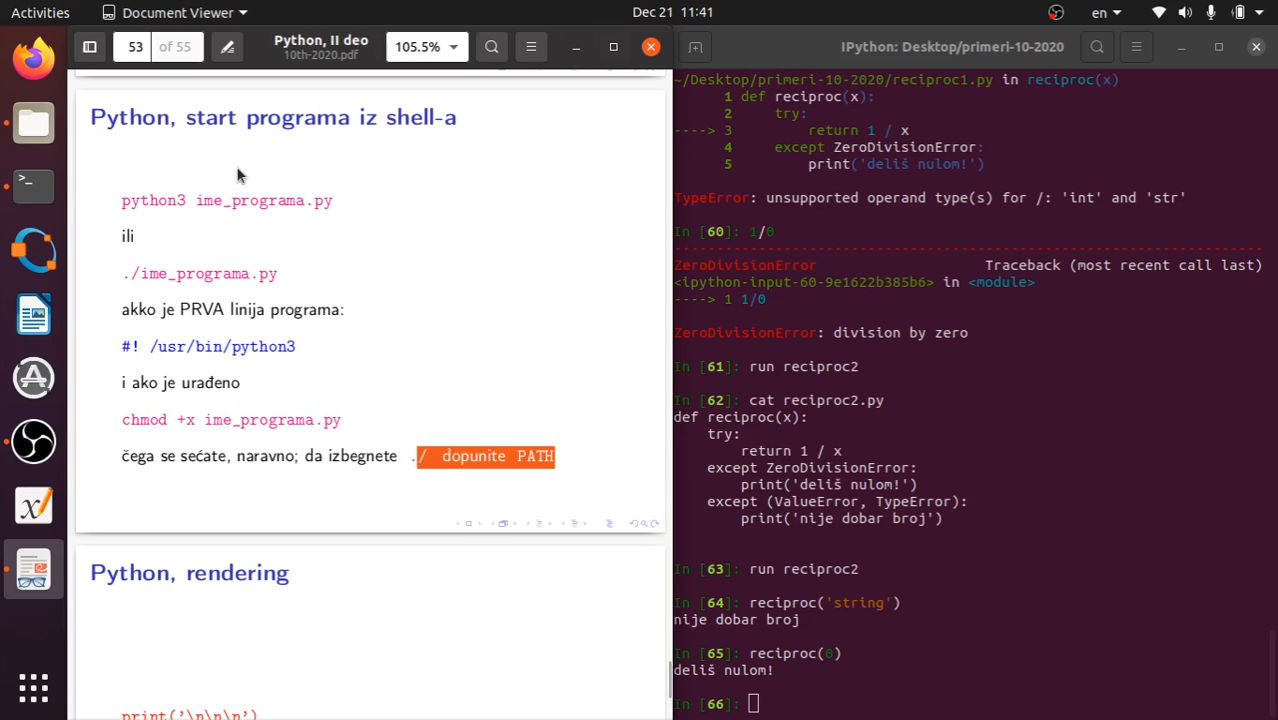 Activities
Document Viewer
Dec 21 11:41
en
53 of 55
Python, II deo
10th-2020.pdf
105.5%
Python, start programa iz shell-a
python3 ime_programa.py
ili
./ime_programa.py
akko je PRVA linija programa:
#! /usr/bin/python3
i ako je urađeno
chmod +x ime_programa.py
čega se sećate, naravno; da izbegnete ./ dopunite PATH
Python, rendering
print('\n\n\n')
IPython: Desktop/primeri-10-2020
~/Desktop/primeri-10-2020/reciproc1.py in reciproc(x)
1 def reciproc(x):
2     try:
----> 3         return 1 / x
4     except ZeroDivisionError:
5         print('deliš nulom!')
TypeError: unsupported operand type(s) for /: 'int' and 'str'
In [60]: 1/0
---------------------------------------------------------------------------
ZeroDivisionError                         Traceback (most recent call last)
<ipython-input-60-9e1622b385b6> in <module>
----> 1 1/0
ZeroDivisionError: division by zero
In [61]: run reciproc2
In [62]: cat reciproc2.py
def reciproc(x):
    try:
        return 1 / x
    except ZeroDivisionError:
        print('deliš nulom!')
    except (ValueError, TypeError):
        print('nije dobar broj')
In [63]: run reciproc2
In [64]: reciproc('string')
nije dobar broj
In [65]: reciproc(0)
deliš nulom!
In [66]: